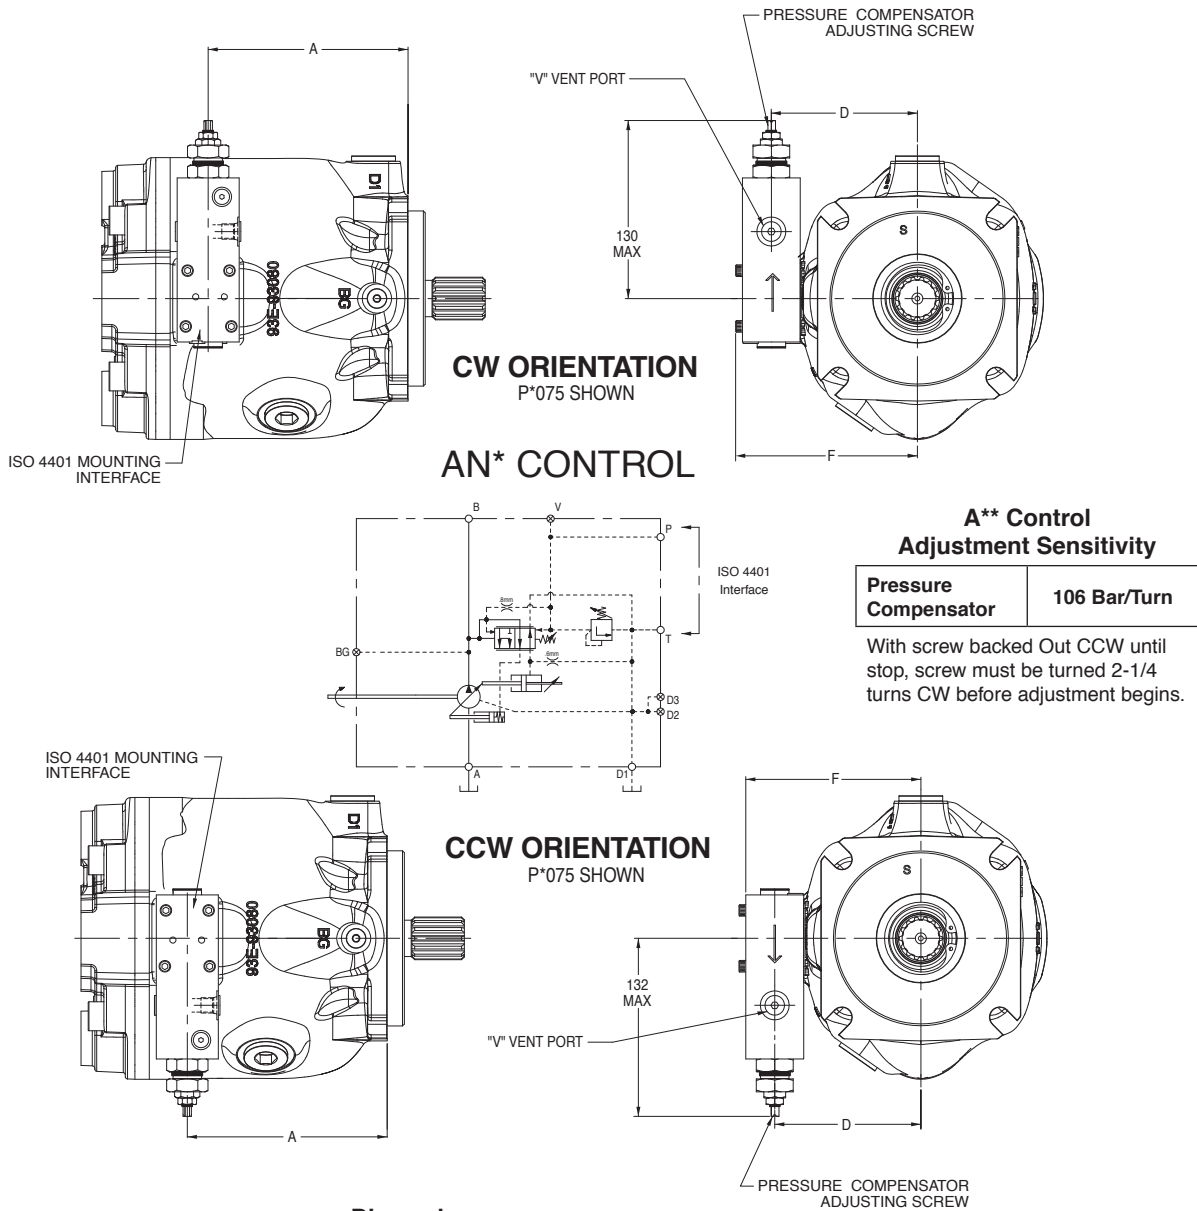 PRESSURE COMPENSATOR
ADJUSTING SCREW
A
"V" VENT PORT
D
D1
130
MAX
S
93E-93080
BG
CW ORIENTATION
P*075 SHOWN
ISO 4401 MOUNTING
INTERFACE
F
AN* CONTROL
B
V
P
ISO 4401
Interface
.8mm
T
BG
.6mm
D3
D2
A
D1
A** Control
Adjustment Sensitivity
Pressure
Compensator
106 Bar/Turn
With screw backed Out CCW until
stop, screw must be turned 2-1/4
turns CW before adjustment begins.
ISO 4401 MOUNTING
INTERFACE
F
D1
CCW ORIENTATION
P*075 SHOWN
S
93E-93080
BG
132
MAX
"V" VENT PORT
A
D
PRESSURE COMPENSATOR
ADJUSTING SCREW